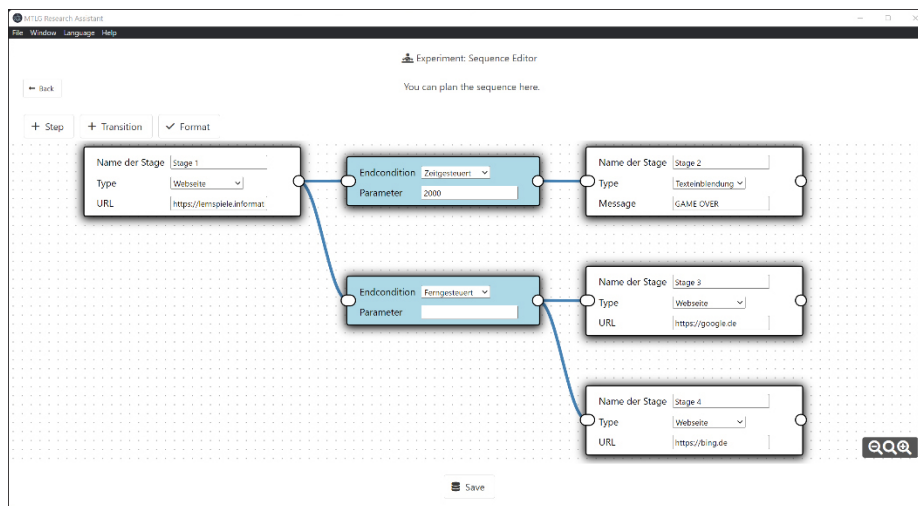 MTLG Research Assistant
File Window Language Help
Experiment: Sequence Editor
Back
You can plan the sequence here.
+ Step
+ Transition
Format
Name der Stage Stage 1
Type Webseite
URL https://lernspiele.informat
Endcondition Zeitgesteuert
Parameter 2000
Name der Stage Stage 2
Type Texteinblendung
Message GAME OVER
Endcondition Ferngesteuert
Parameter
Name der Stage Stage 3
Type Webseite
URL https://google.de
Name der Stage Stage 4
Type Webseite
URL https://bing.de
Save